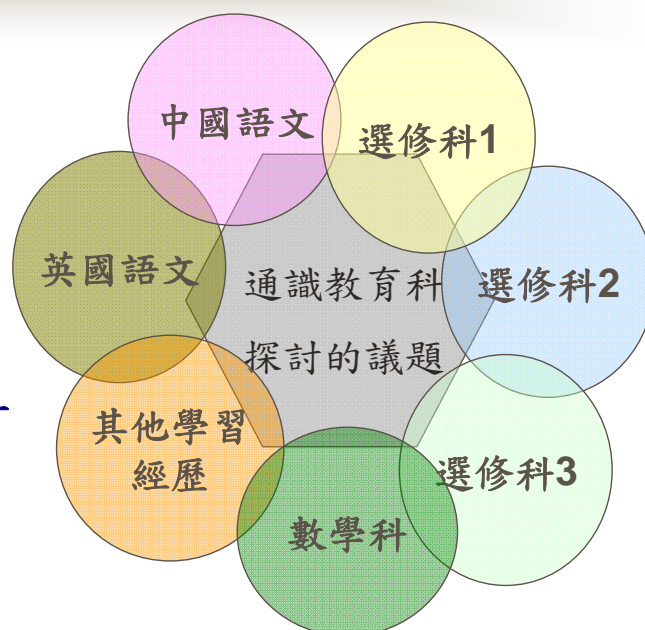 中國語文
選修科1
英國語文
通識教育科
探討的議題
選修科2
其他學習
經歷
選修科3
數學科